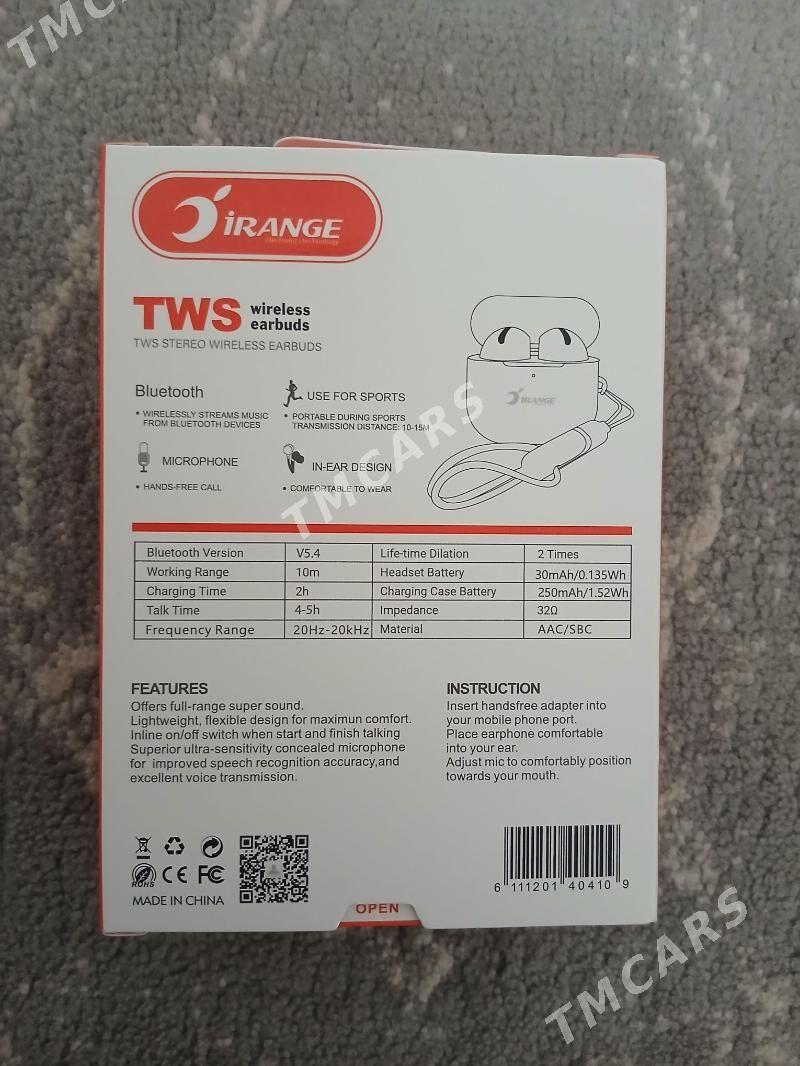 TMCARS
iRANGE
electronics technology
TWS wireless
earbuds
TWS STEREO WIRELESS EARBUDS
Bluetooth
• WIRELESSLY STREAMS MUSIC
FROM BLUETOOTH DEVICES
USE FOR SPORTS
• PORTABLE DURING SPORTS
TRANSMISSION DISTANCE: 10-15M
MICROPHONE
• HANDS-FREE CALL
IN-EAR DESIGN
• COMFORTABLE TO WEAR
iRANGE
TMCARS
Bluetooth Version V5.4 Life-time Dilation 2 Times
Working Range 10m Headset Battery 30mAh/0.135Wh
Charging Time 2h Charging Case Battery 250mAh/1.52Wh
Talk Time 4-5h Impedance 32Ω
Frequency Range 20Hz-20kHz Material AAC/SBC
FEATURES
Offers full-range super sound.
Lightweight, flexible design for maximun comfort.
Inline on/off switch when start and finish talking
Superior ultra-sensitivity concealed microphone
for improved speech recognition accuracy,and
excellent voice transmission.
INSTRUCTION
Insert handsfree adapter into
your mobile phone port.
Place earphone comfortable
into your ear.
Adjust mic to comfortably position
towards your mouth.
ROHS CE FC
MADE IN CHINA
OPEN
6 111201 40410 9
TMCARS